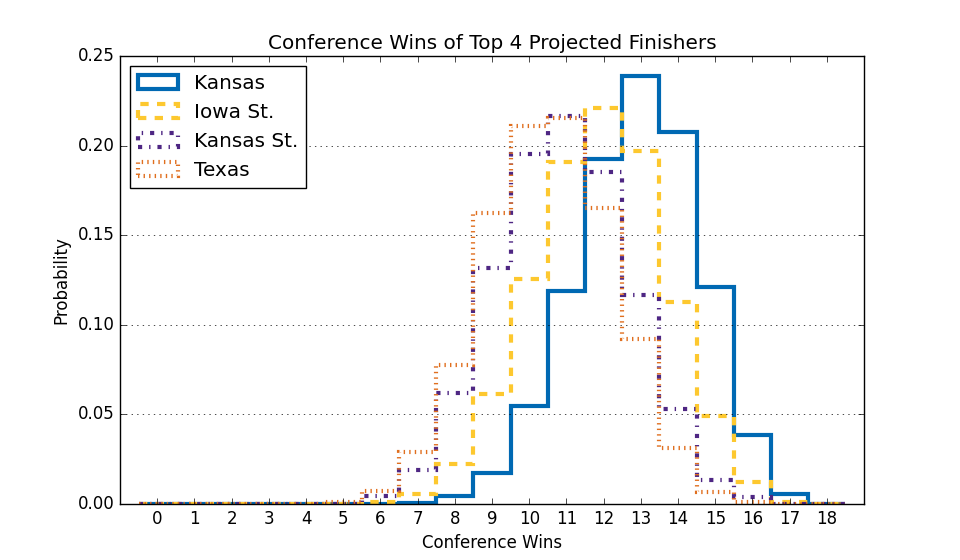 Conference Wins of Top 4 Projected Finishers
0.25
0.20
0.15
0.10
0.05
0.00
Probability
Kansas
Iowa St.
Kansas St.
Texas
0 1 2 3 4 5 6 7 8 9 10 11 12 13 14 15 16 17 18
Conference Wins